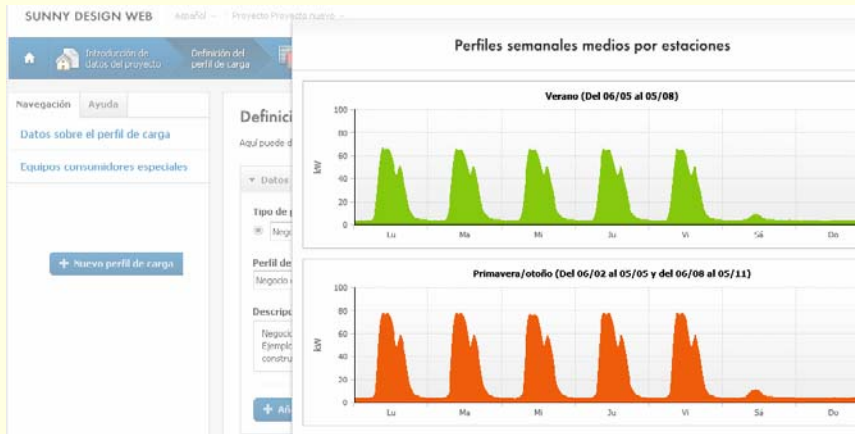 SUNNY DESIGN WEB español Proyecto Proyecto nuevo
Introducción de
datos del proyecto
Definición del
perfil de carga
Navegación Ayuda
Datos sobre el perfil de carga
Equipos consumidores especiales
+ Nuevo perfil de carga
Definici
Aquí puede d
Datos
Tipo de p
Nego
Perfil de
Negocio
Descripc
Negocio
Ejemplo
constru
+ Añ
Perfiles semanales medios por estaciones
Verano (Del 06/05 al 05/08)
kW
100
80
60
40
20
0
Lu Ma Mi Ju Vi Sá Do
Primavera/otoño (Del 06/02 al 05/05 y del 06/08 al 05/11)
kW
100
80
60
40
20
0
Lu Ma Mi Ju Vi Sá Do